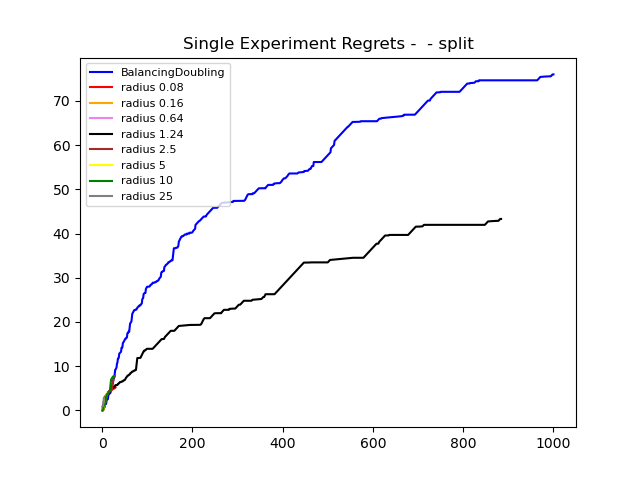 Single Experiment Regrets -  - split
BalancingDoubling
radius 0.08
radius 0.16
radius 0.64
radius 1.24
radius 2.5
radius 5
radius 10
radius 25
70
60
50
40
30
20
10
0
0 200 400 600 800 1000